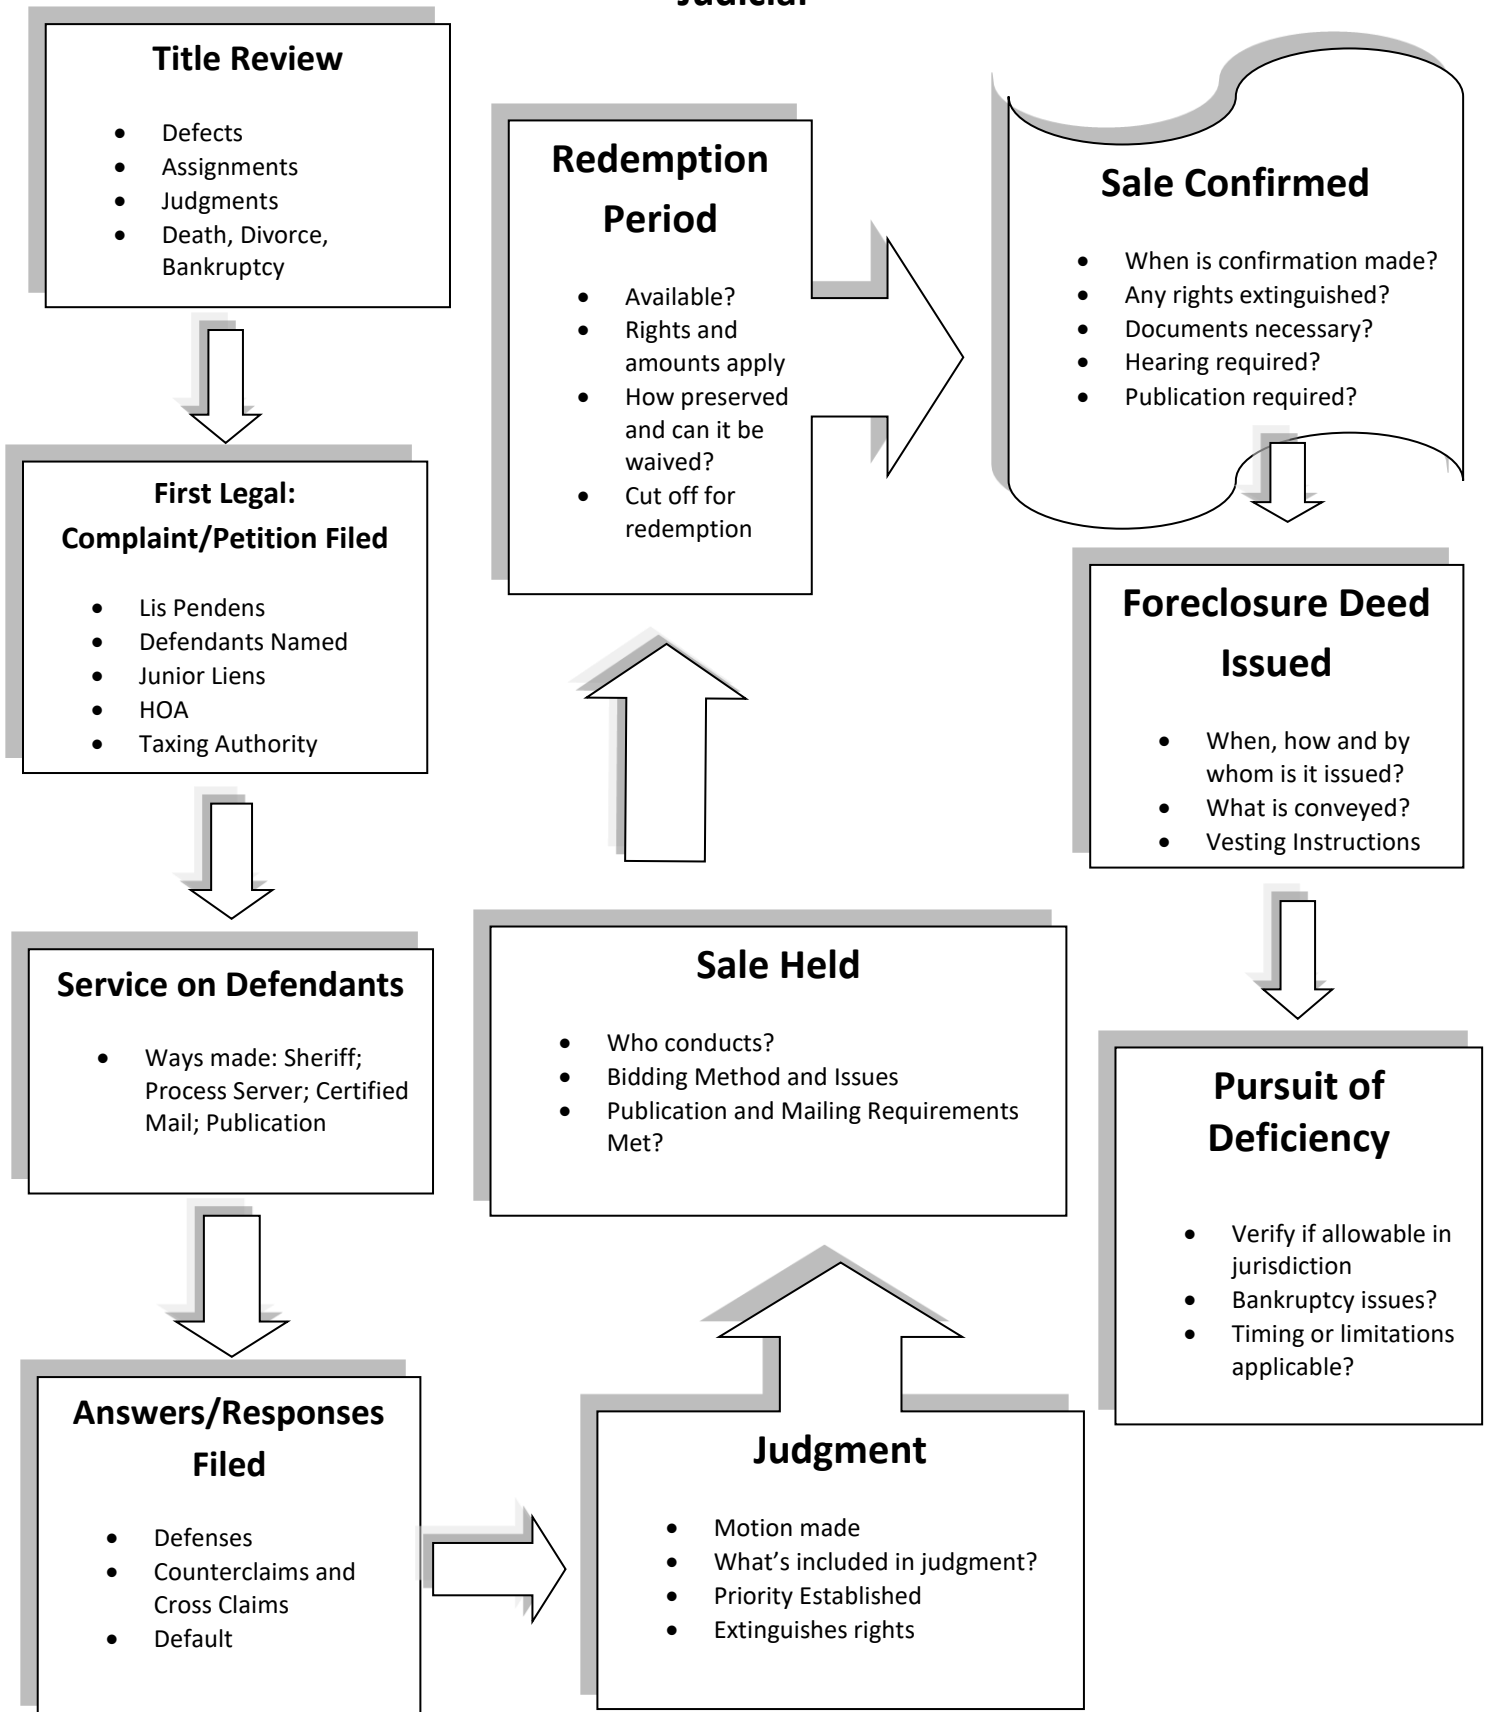 Judicial
Title Review
• Defects
• Assignments
• Judgments
• Death, Divorce,
Bankruptcy
First Legal:
Complaint/Petition Filed
• Lis Pendens
• Defendants Named
• Junior Liens
• HOA
• Taxing Authority
Service on Defendants
• Ways made: Sheriff;
Process Server; Certified
Mail; Publication
Answers/Responses
Filed
• Defenses
• Counterclaims and
Cross Claims
• Default
Judgment
• Motion made
• What’s included in judgment?
• Priority Established
• Extinguishes rights
Sale Held
• Who conducts?
• Bidding Method and Issues
• Publication and Mailing Requirements
Met?
Redemption
Period
• Available?
• Rights and
amounts apply
• How preserved
and can it be
waived?
• Cut off for
redemption
Sale Confirmed
• When is confirmation made?
• Any rights extinguished?
• Documents necessary?
• Hearing required?
• Publication required?
Foreclosure Deed
Issued
• When, how and by
whom is it issued?
• What is conveyed?
• Vesting Instructions
Pursuit of
Deficiency
• Verify if allowable in
jurisdiction
• Bankruptcy issues?
• Timing or limitations
applicable?